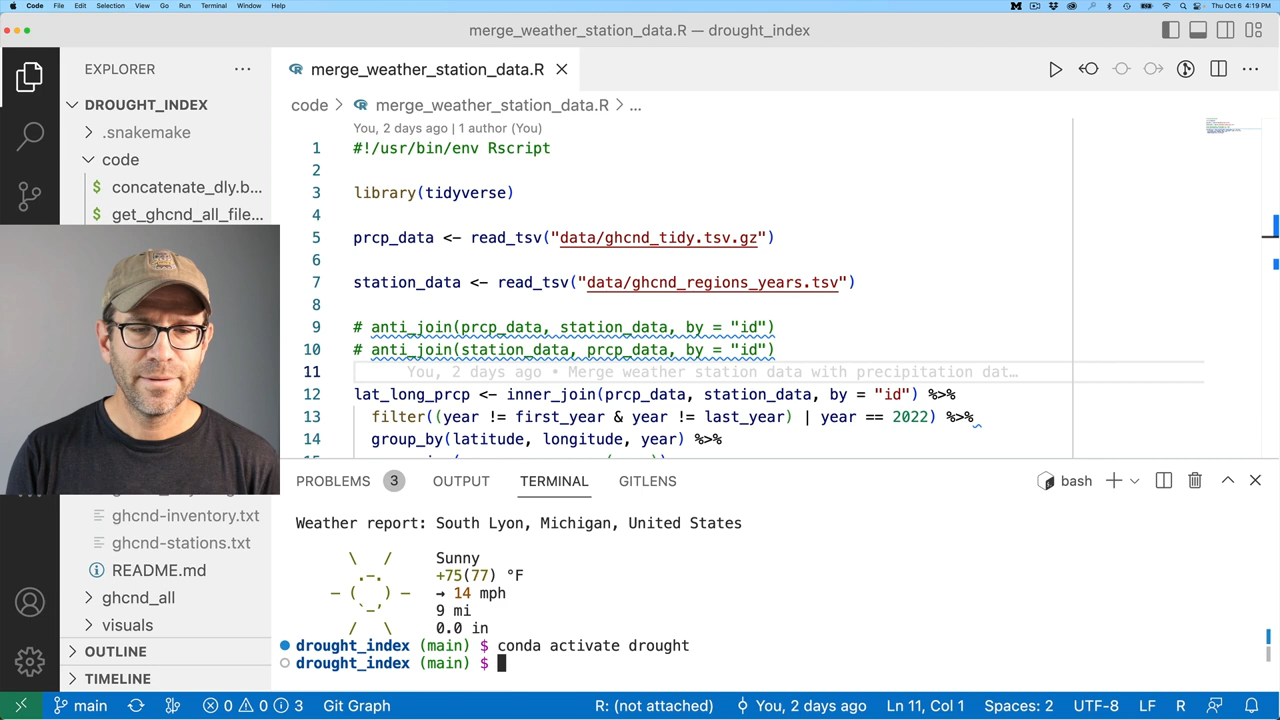 Code File Edit Selection View Go Run Terminal Window Help
Thu Oct 6 4:19 PM
merge_weather_station_data.R — drought_index
EXPLORER
DROUGHT_INDEX
.snakemake
code
concatenate_dly.b...
get_ghcnd_all_file...
ghcnd-inventory.txt
ghcnd-stations.txt
README.md
ghcnd_all
visuals
OUTLINE
TIMELINE
merge_weather_station_data.R
code > merge_weather_station_data.R > ...
You, 2 days ago | 1 author (You)
1 #!/usr/bin/env Rscript
2
3 library(tidyverse)
4
5 prcp_data <- read_tsv("data/ghcnd_tidy.tsv.gz")
6
7 station_data <- read_tsv("data/ghcnd_regions_years.tsv")
8
9 # anti_join(prcp_data, station_data, by = "id")
10 # anti_join(station_data, prcp_data, by = "id")
11 You, 2 days ago • Merge weather station data with precipitation dat…
12 lat_long_prcp <- inner_join(prcp_data, station_data, by = "id") %>%
13 filter((year != first_year & year != last_year) | year == 2022) %>%
14 group_by(latitude, longitude, year) %>%
PROBLEMS 3 OUTPUT TERMINAL GITLENS
bash
Weather report: South Lyon, Michigan, United States
\ / Sunny
.-. +75(77) °F
― ( ) ― → 14 mph
`-’ 9 mi
/ \ 0.0 in
drought_index (main) $ conda activate drought
drought_index (main) $
main 0 0 3 Git Graph R: (not attached) You, 2 days ago Ln 11, Col 1 Spaces: 2 UTF-8 LF R